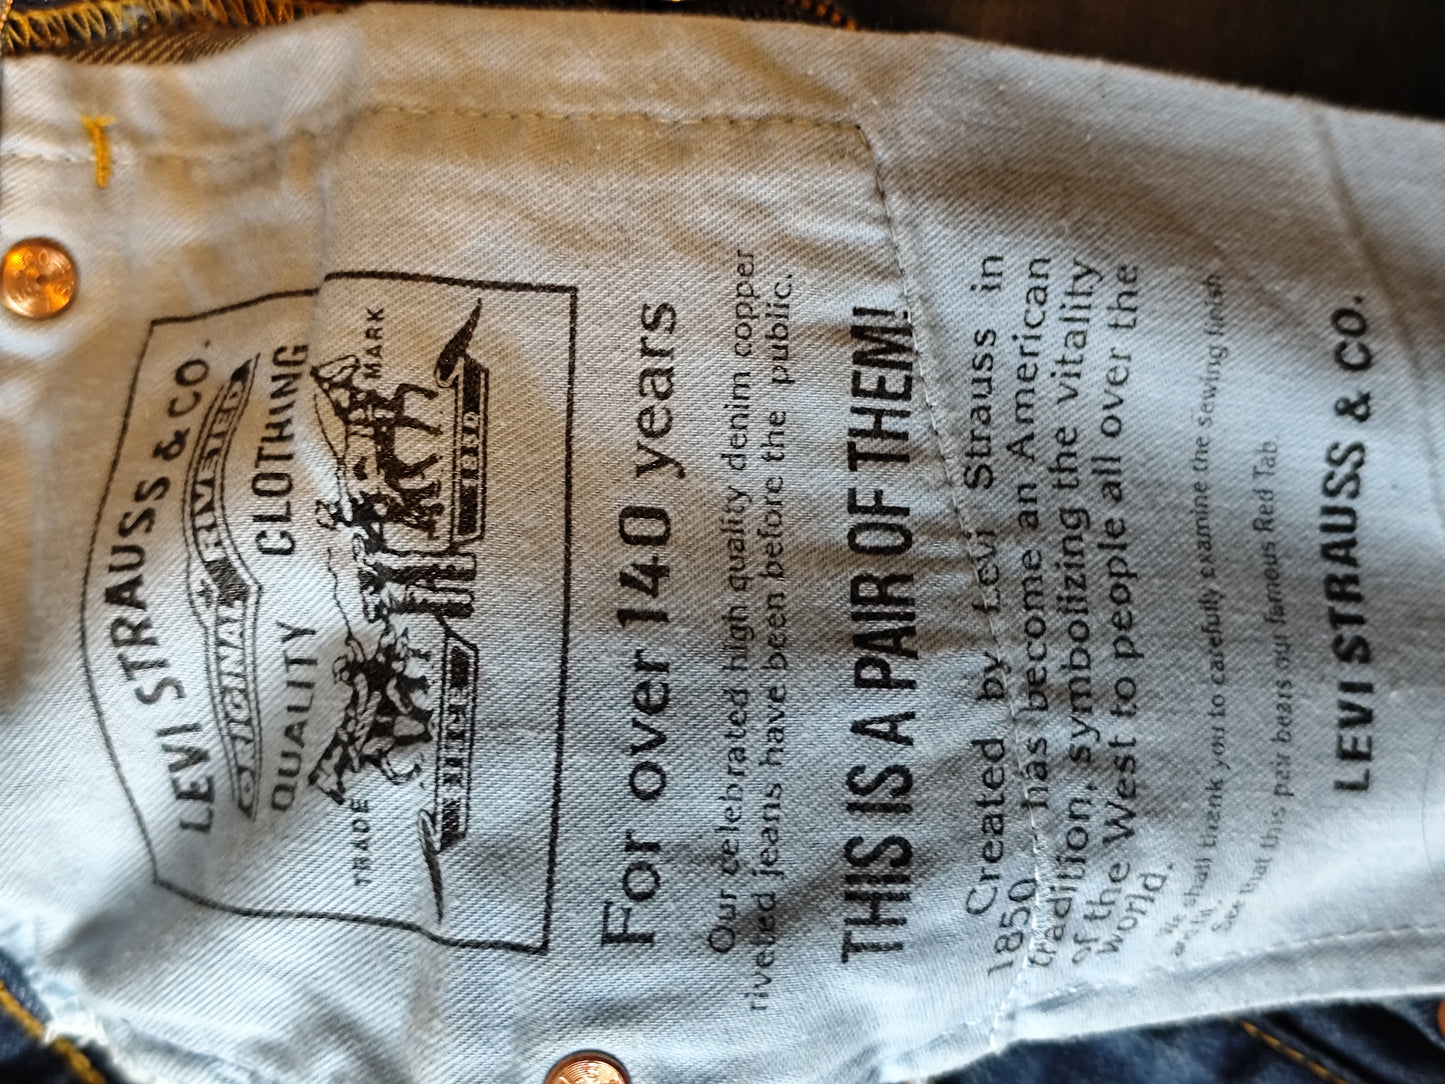 LEVI STRAUSS & CO.
ORIGINAL RIVETED
QUALITY CLOTHING
TRADE MARK
For over 140 years
Our celebrated high quality denim copper
riveted jeans have been before the public.
THIS IS A PAIR OF THEM!
Created by Levi Strauss in
1850, has become an American
tradition, symbolizing the vitality
of the West to people all over the
world.
We shall thank you to carefully examine the sewing finish
See that this pair bears our famous Red Tab.
LEVI STRAUSS & CO.